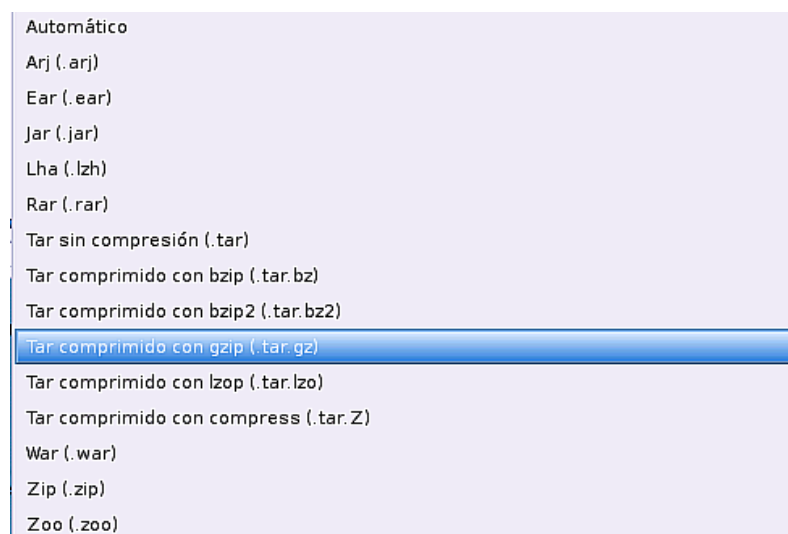 Automático
Arj (.arj)
Ear (.ear)
Jar (.jar)
Lha (.lzh)
Rar (.rar)
Tar sin compresión (.tar)
Tar comprimido con bzip (.tar.bz)
Tar comprimido con bzip2 (.tar.bz2)
Tar comprimido con gzip (.tar.gz)
Tar comprimido con lzop (.tar.lzo)
Tar comprimido con compress (.tar.Z)
War (.war)
Zip (.zip)
Zoo (.zoo)